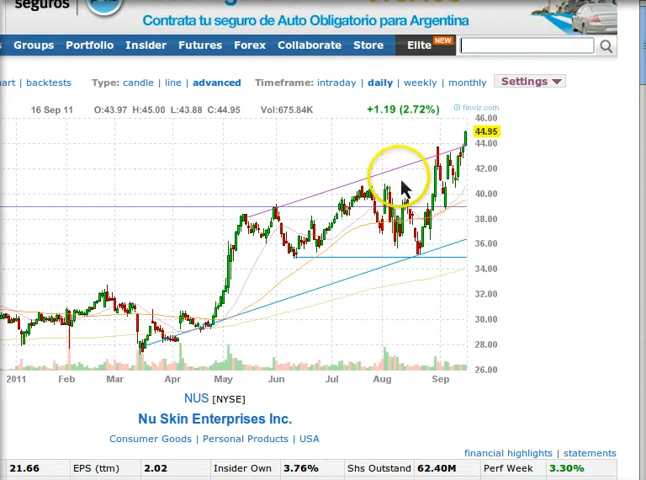 seguros
Contrata tu seguro de Auto Obligatorio para Argentina
Groups Portfolio Insider Futures Forex Collaborate Store Elite NEW
art | backtests Type: candle | line | advanced Timeframe: intraday | daily | weekly | monthly Settings
16 Sep 11 O:43.97 H:45.00 L:43.88 C:44.95 Vol:675.84K +1.19 (2.72%) © finviz.com
46.00
44.95
44.00
42.00
40.00
38.00
36.00
34.00
32.00
30.00
28.00
26.00
2011 Feb Mar Apr May Jun Jul Aug Sep
NUS [NYSE]
Nu Skin Enterprises Inc.
Consumer Goods | Personal Products | USA
financial highlights | statements
21.66 EPS (ttm) 2.02 Insider Own 3.76% Shs Outstand 62.40M Perf Week 3.30%